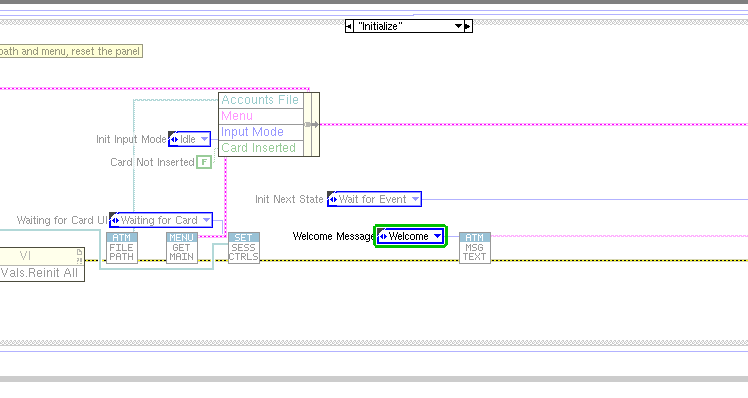 "Initialize"
path and menu, reset the panel
Accounts File
Menu
Init Input Mode Idle Input Mode
Card Not Inserted F Card Inserted
Init Next State Wait for Event
Waiting for Card UI Waiting for Card
Welcome Message Welcome
VI
Vals.Reinit All
ATM
FILE
PATH
MENU
GET
MAIN
SET
SESS
CTRLS
ATM
MSG
TEXT